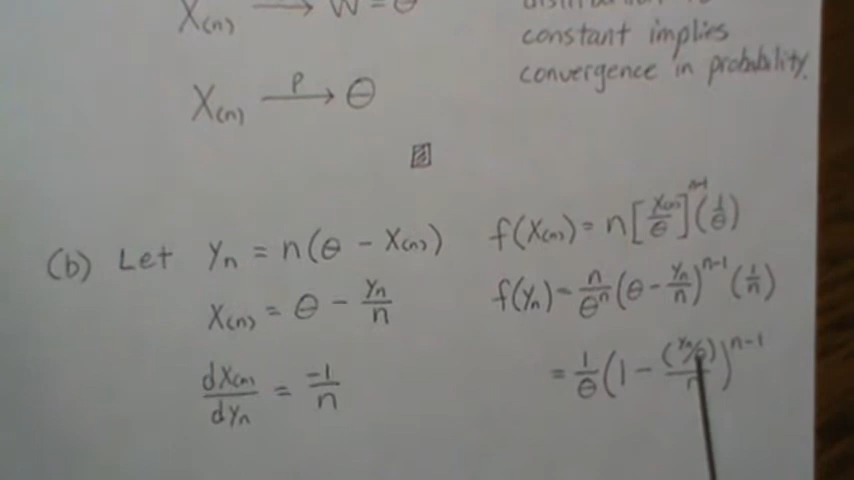 X(n) → W = θ
constant implies
convergence in probability.
X(n) →P θ
(b) Let Yn = n(θ - X(n)) f(X(n)) = n[X(n)/θ]^n-1 (1/θ)
X(n) = θ - Yn/n f(Yn) = n/θ^n (θ - Yn/n)^n-1 (1/n)
dX(n)/dYn = -1/n = 1/θ (1 - (Yn/θ)/n)^n-1